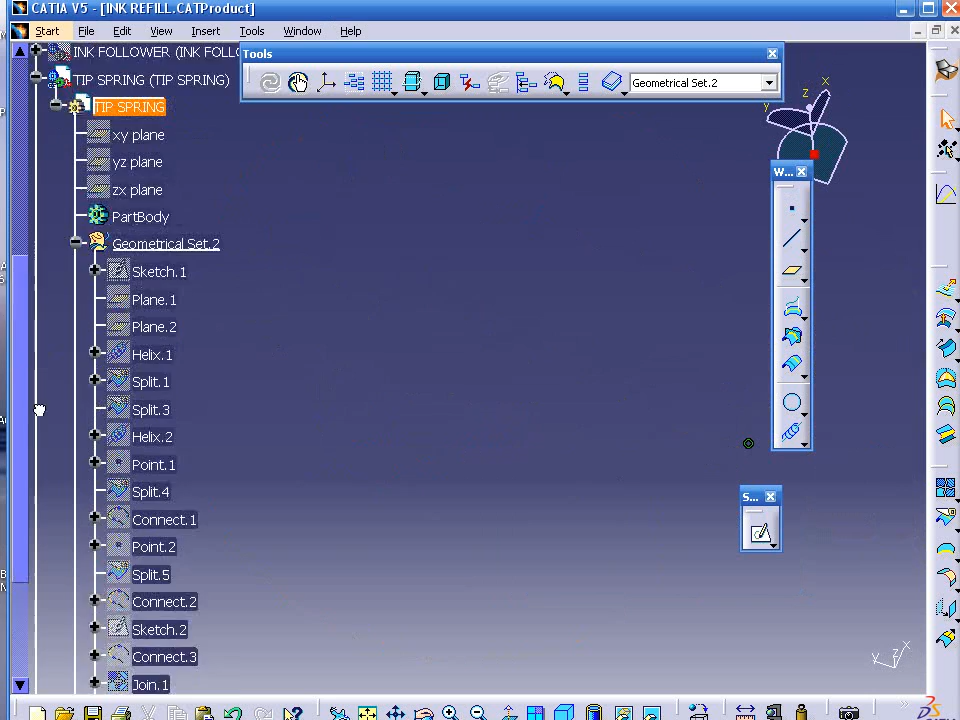 CATIA V5 - [INK REFILL.CATProduct]
Start File Edit View Insert Tools Window Help
INK FOLLOWER (INK FOLLO
Tools
TIP SPRING (TIP SPRING)
Geometrical Set.2
x
z
y
TIP SPRING
xy plane
yz plane
W...
zx plane
PartBody
Geometrical Set.2
Sketch.1
Plane.1
Plane.2
Helix.1
Split.1
Split.3
Helix.2
Point.1
Split.4
S...
Connect.1
Point.2
Split.5
Connect.2
Sketch.2
Connect.3
x
y z
Join.1